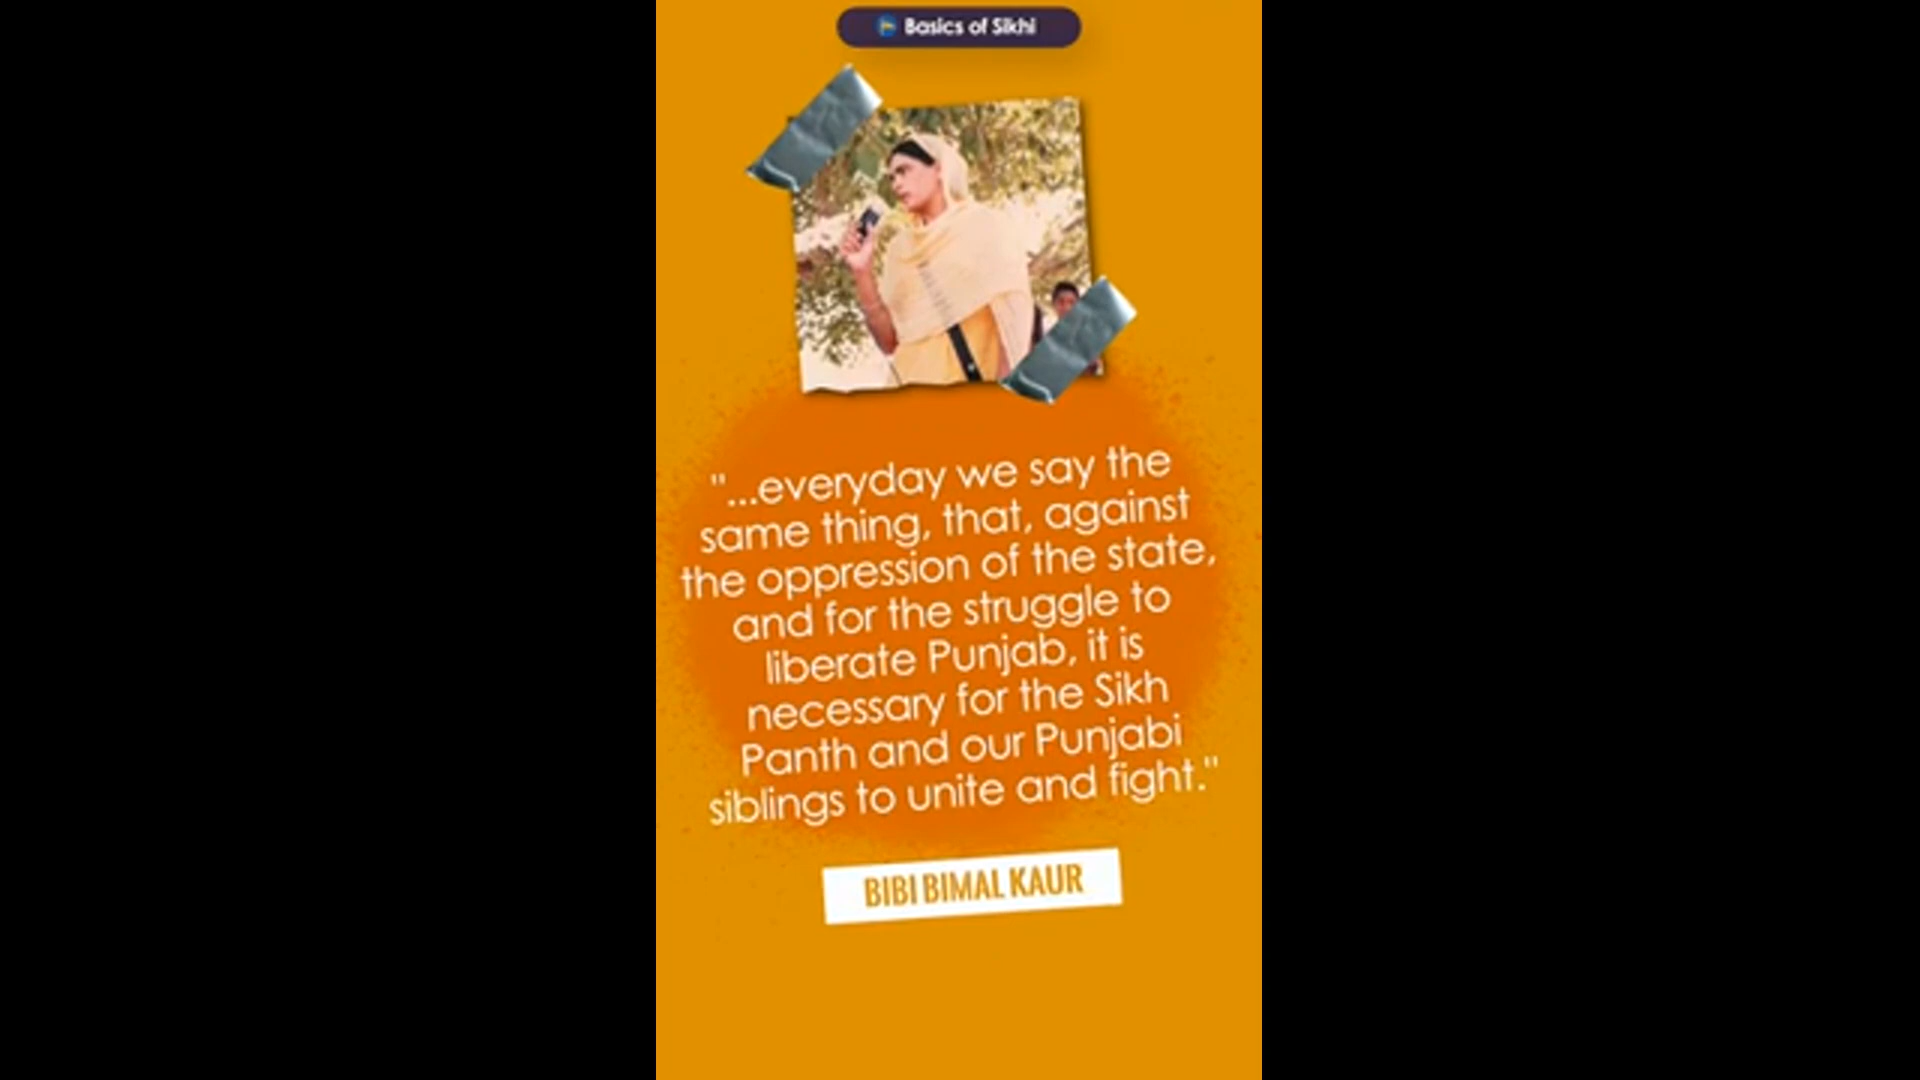 Basics of Sikhi
"...everyday we say the
same thing, that, against
the oppression of the state,
and for the struggle to
liberate Punjab, it is
necessary for the Sikh
Panth and our Punjabi
siblings to unite and fight."
BIBI BIMAL KAUR